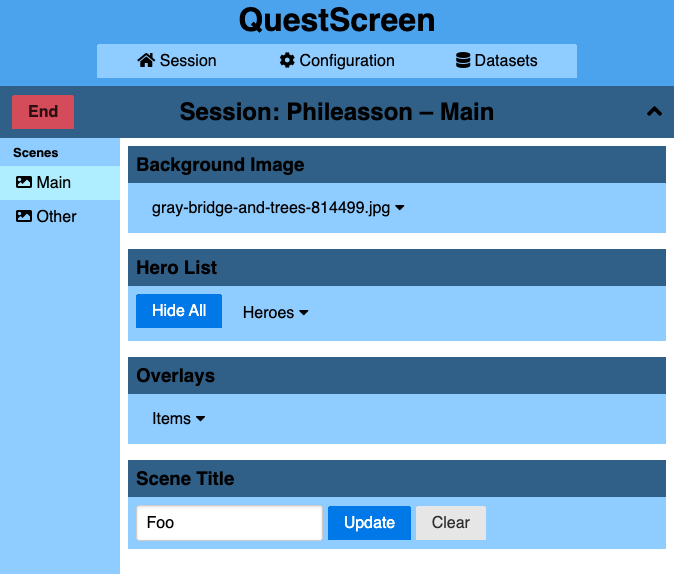 QuestScreen
Session Configuration Datasets
End Session: Phileasson – Main
Scenes
Main
Other
Background Image
gray-bridge-and-trees-814499.jpg
Hero List
Hide All Heroes
Overlays
Items
Scene Title
Foo Update Clear